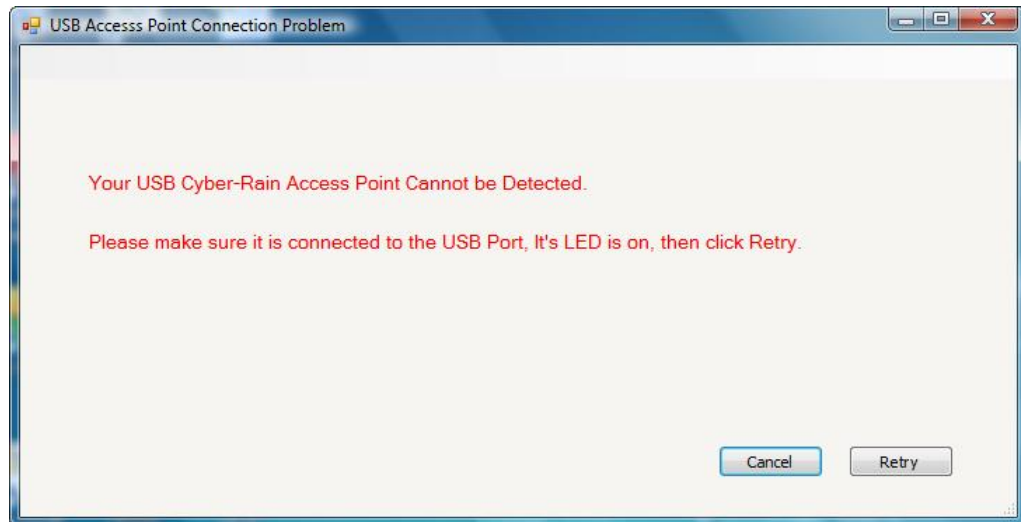 USB Accesss Point Connection Problem
Your USB Cyber-Rain Access Point Cannot be Detected.
Please make sure it is connected to the USB Port, It's LED is on, then click Retry.
Cancel Retry